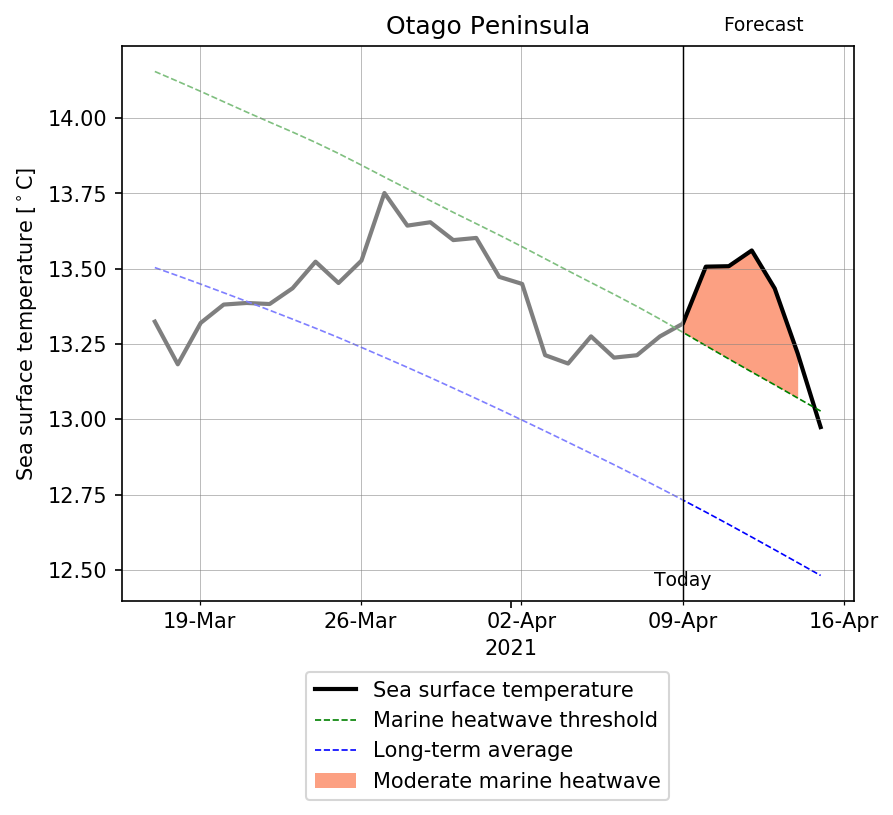 Otago Peninsula
Forecast
Sea surface temperature [°C]
14.00
13.75
13.50
13.25
13.00
12.75
12.50
Today
19-Mar 26-Mar 02-Apr 09-Apr 16-Apr
2021
Sea surface temperature
Marine heatwave threshold
Long-term average
Moderate marine heatwave